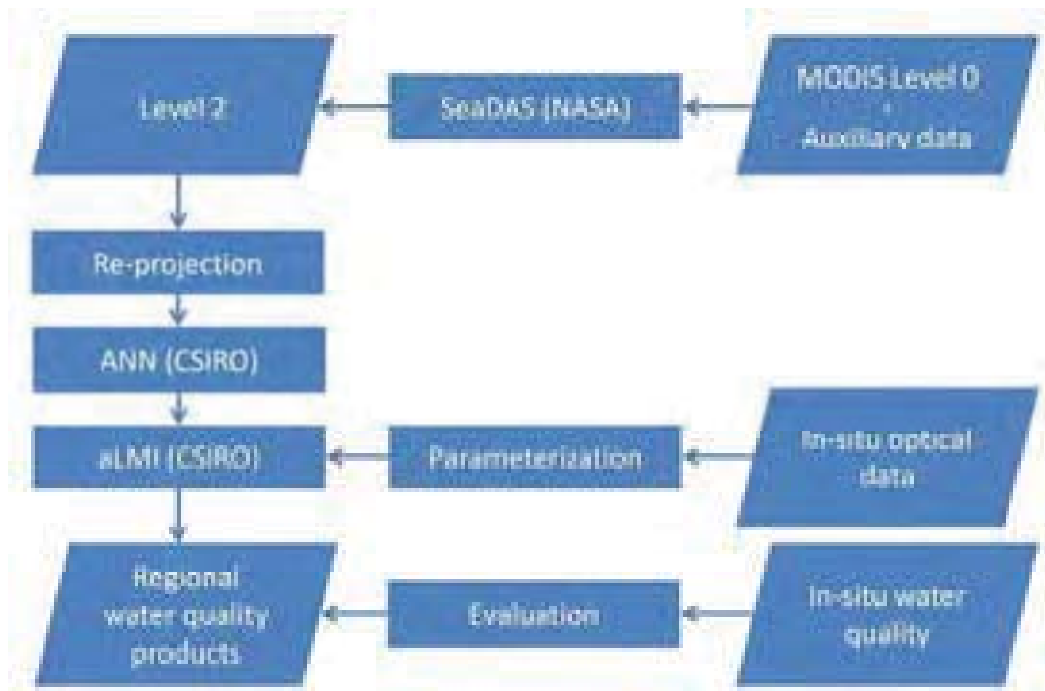 Level 2
SeaDAS (NASA)
MODIS Level 0
Auxiliary data
Re-projection
ANN (CSIRO)
aLMI (CSIRO)
Parameterization
In-situ optical
data
Regional
water quality
products
Evaluation
In-situ water
quality